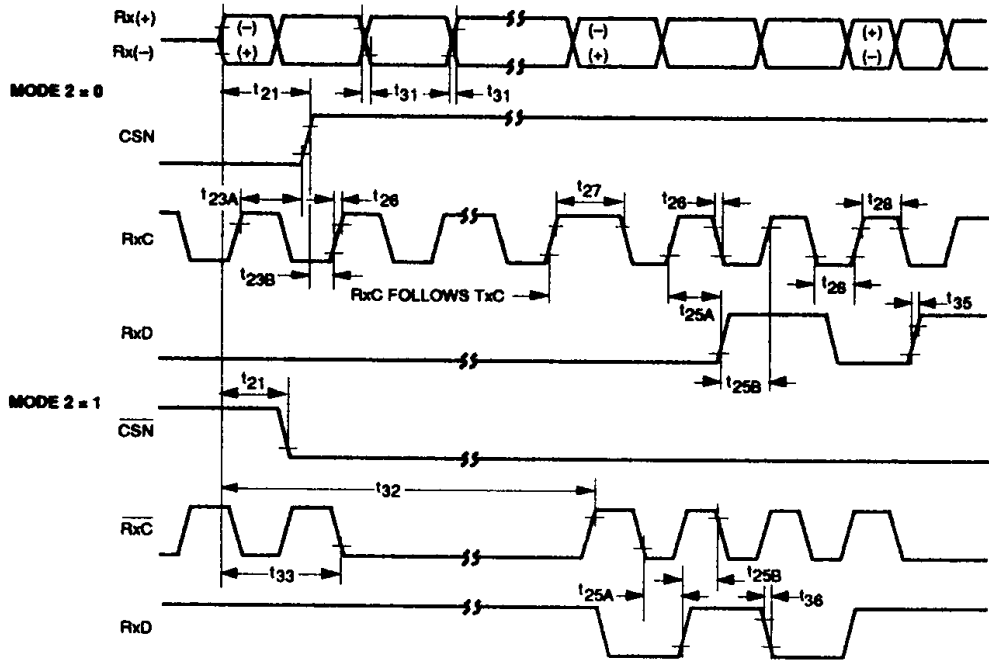 Rx(+)
(–) (–) (+)
Rx(–)
(+) (+) (–)
MODE 2 = 0
t21 t31 t31
CSN
t23A t26 t27 t26 t28
RxC
t23B t28
RxC FOLLOWS TxC t25A t35
RxD
t25B
t21
MODE 2 = 1
CSN
t32
RxC
t33 t25B
t25A t36
RxD